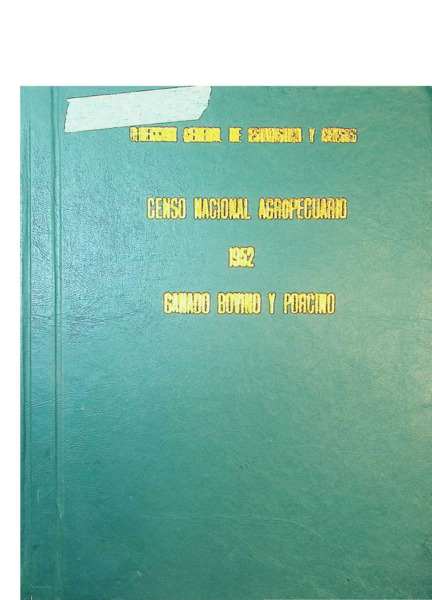 DIRECCION GENERAL DE ESTADISTICA Y CENSOS
CENSO NACIONAL AGROPECUARIO
1952
GANADO BOVINO Y PORCINO